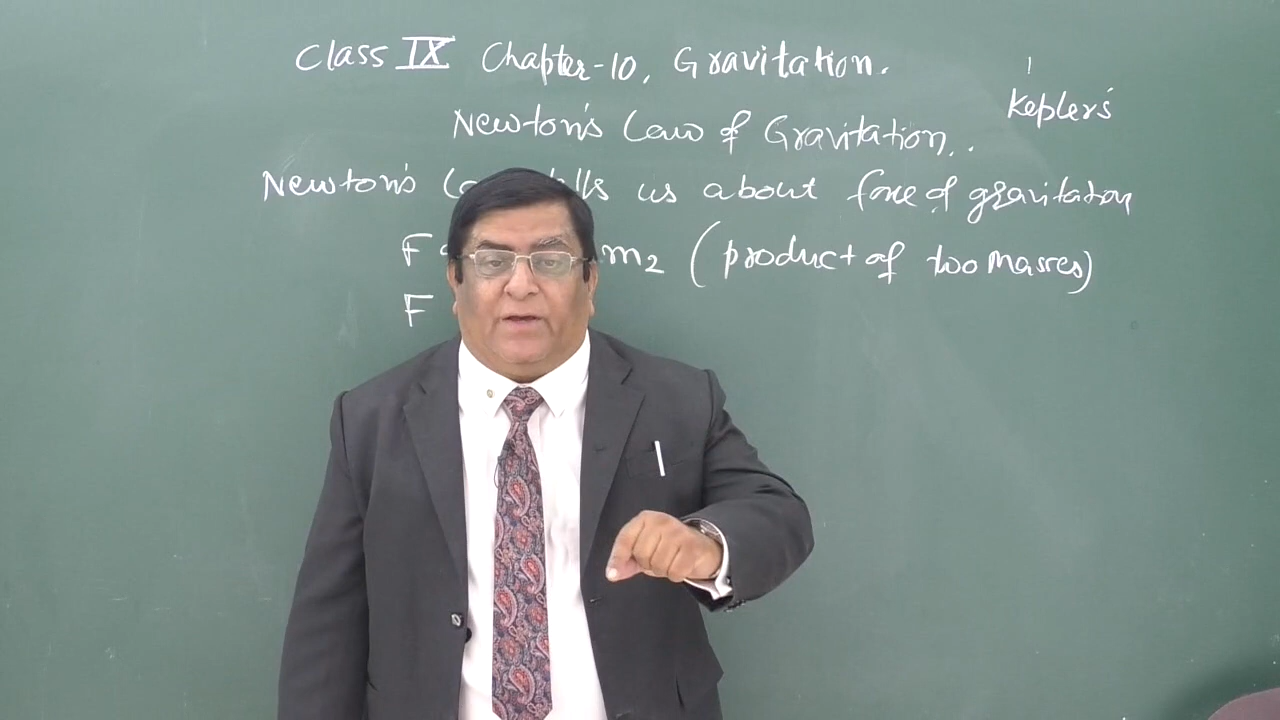 Class IX Chapter-10, Gravitation.
Kepler's
Newton's Law of Gravitation..
Newton's us about force of gravitation
F m2 (product of two Masses)
F